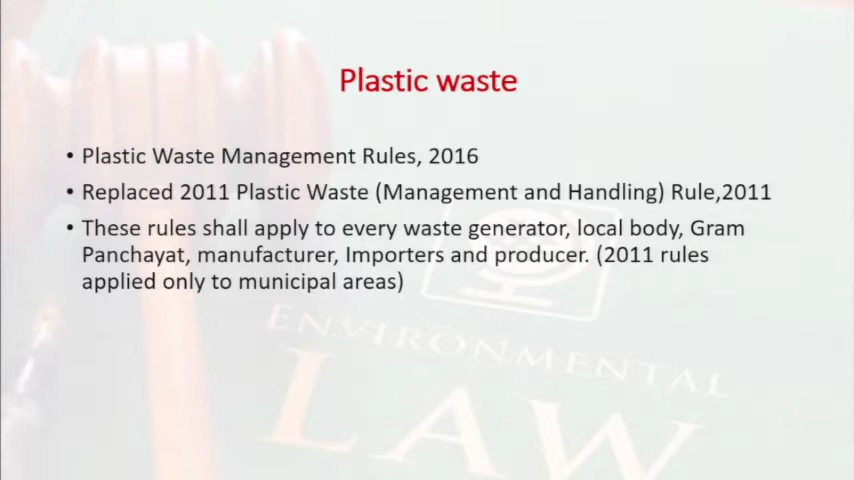 Plastic waste
• Plastic Waste Management Rules, 2016
• Replaced 2011 Plastic Waste (Management and Handling) Rule,2011
• These rules shall apply to every waste generator, local body, Gram
Panchayat, manufacturer, Importers and producer. (2011 rules
applied only to municipal areas)
ENVIRONMENTAL
LAW